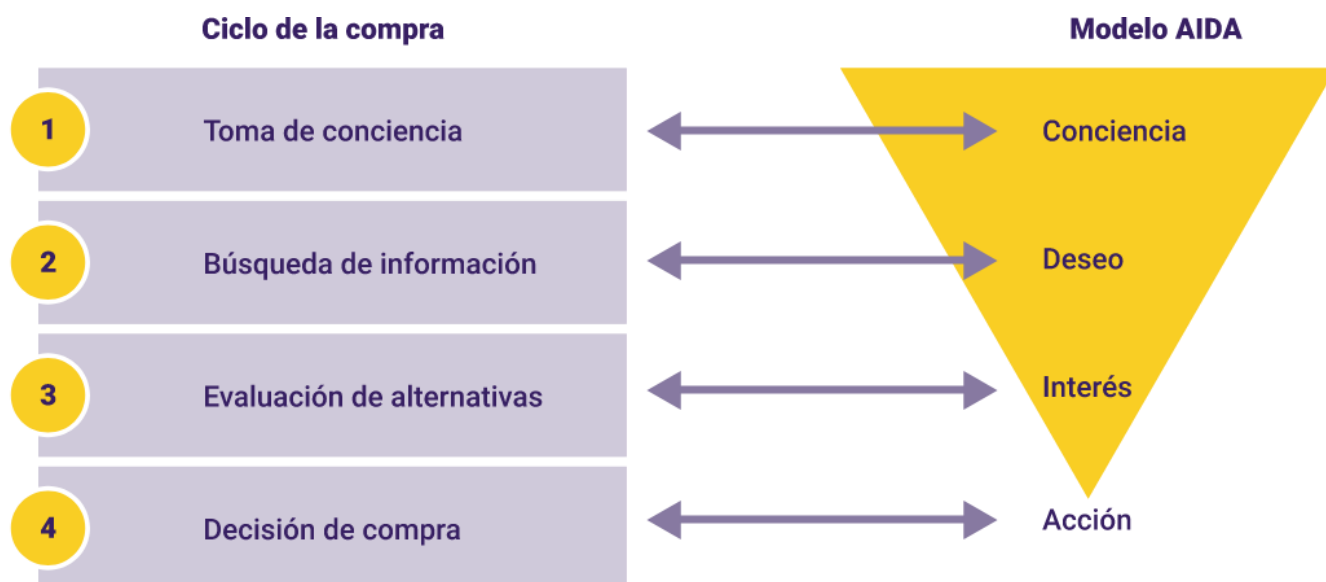 Ciclo de la compra
Modelo AIDA
1
Toma de conciencia
Conciencia
2
Búsqueda de información
Deseo
3
Evaluación de alternativas
Interés
4
Decisión de compra
Acción